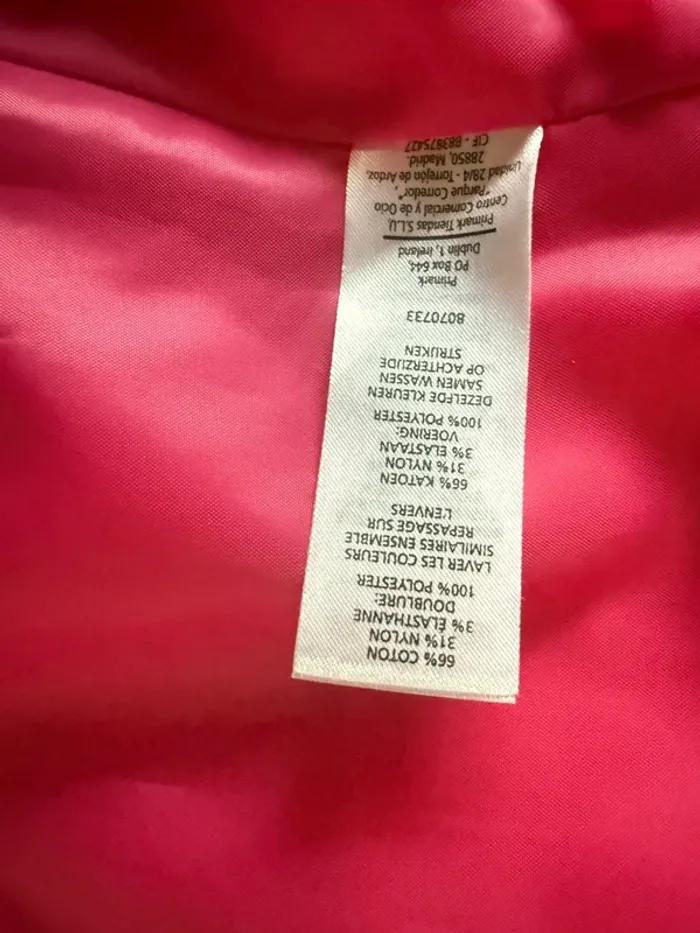 66% COTON
31% NYLON
3% ÉLASTHANNE
DOUBLURE:
100% POLYESTER
LAVER LES COULEURS
SIMILAIRES ENSEMBLE
REPASSAGE SUR
L'ENVERS
66% KATOEN
31% NYLON
3% ELASTAAN
VOERING:
100% POLYESTER
DEZELFDE KLEUREN
SAMEN WASSEN
OP ACHTERZIJDE
STRIJKEN
8070733
Primark
PO Box 644,
Dublin 1, Ireland
Primark Tiendas S.L.U,
Centro Comercial y de Ocio
"Parque Corredor",
Unidad 28/4 - Torrejón de Ardoz.
28850, Madrid.
CIF - B83875427